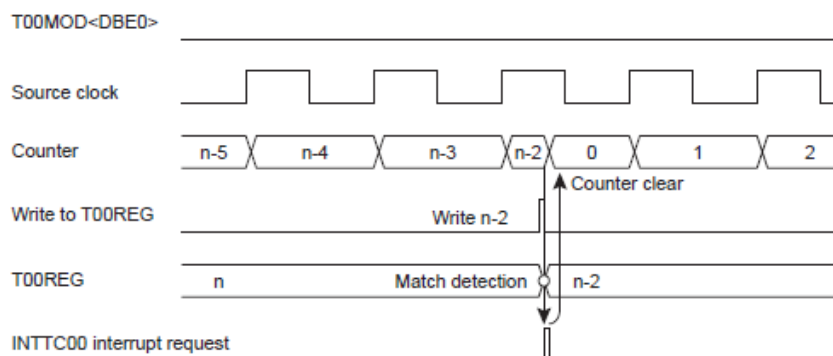 T00MOD<DBE0>
Source clock
Counter n-5 n-4 n-3 n-2 0 1 2
Counter clear
Write to T00REG Write n-2
T00REG n Match detection n-2
INTTC00 interrupt request